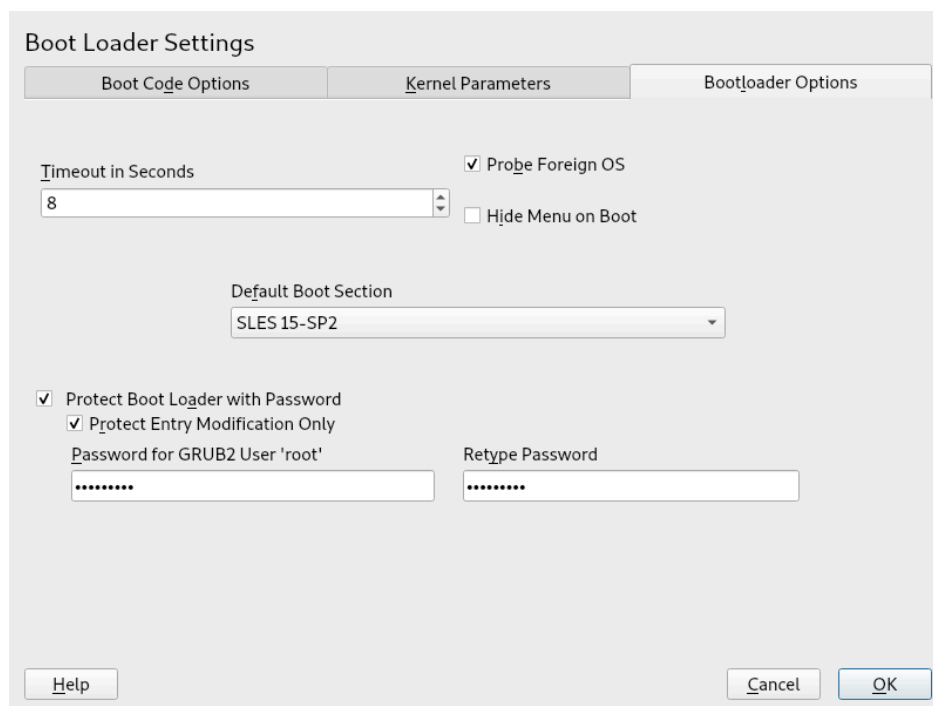 Boot Loader Settings
Boot Code Options
Kernel Parameters
Bootloader Options
Timeout in Seconds
8
Probe Foreign OS
Hide Menu on Boot
Default Boot Section
SLES 15-SP2
Protect Boot Loader with Password
Protect Entry Modification Only
Password for GRUB2 User 'root'
•••••••••
Retype Password
•••••••••
Help
Cancel
OK